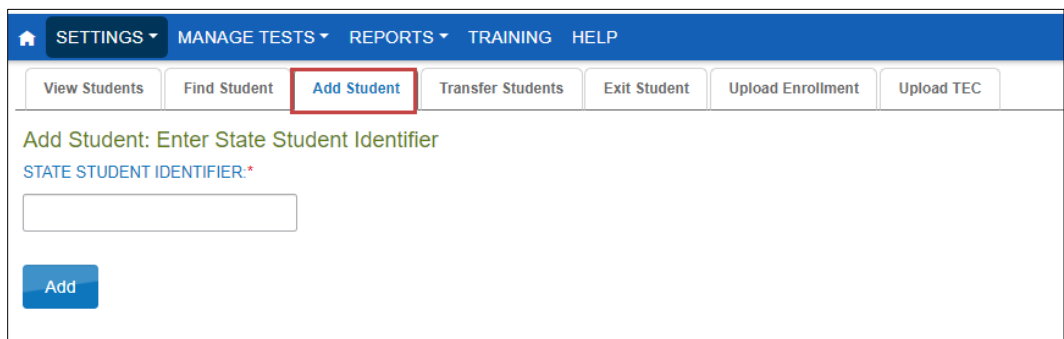 SETTINGS MANAGE TESTS REPORTS TRAINING HELP
View Students Find Student Add Student Transfer Students Exit Student Upload Enrollment Upload TEC
Add Student: Enter State Student Identifier
STATE STUDENT IDENTIFIER:*
Add